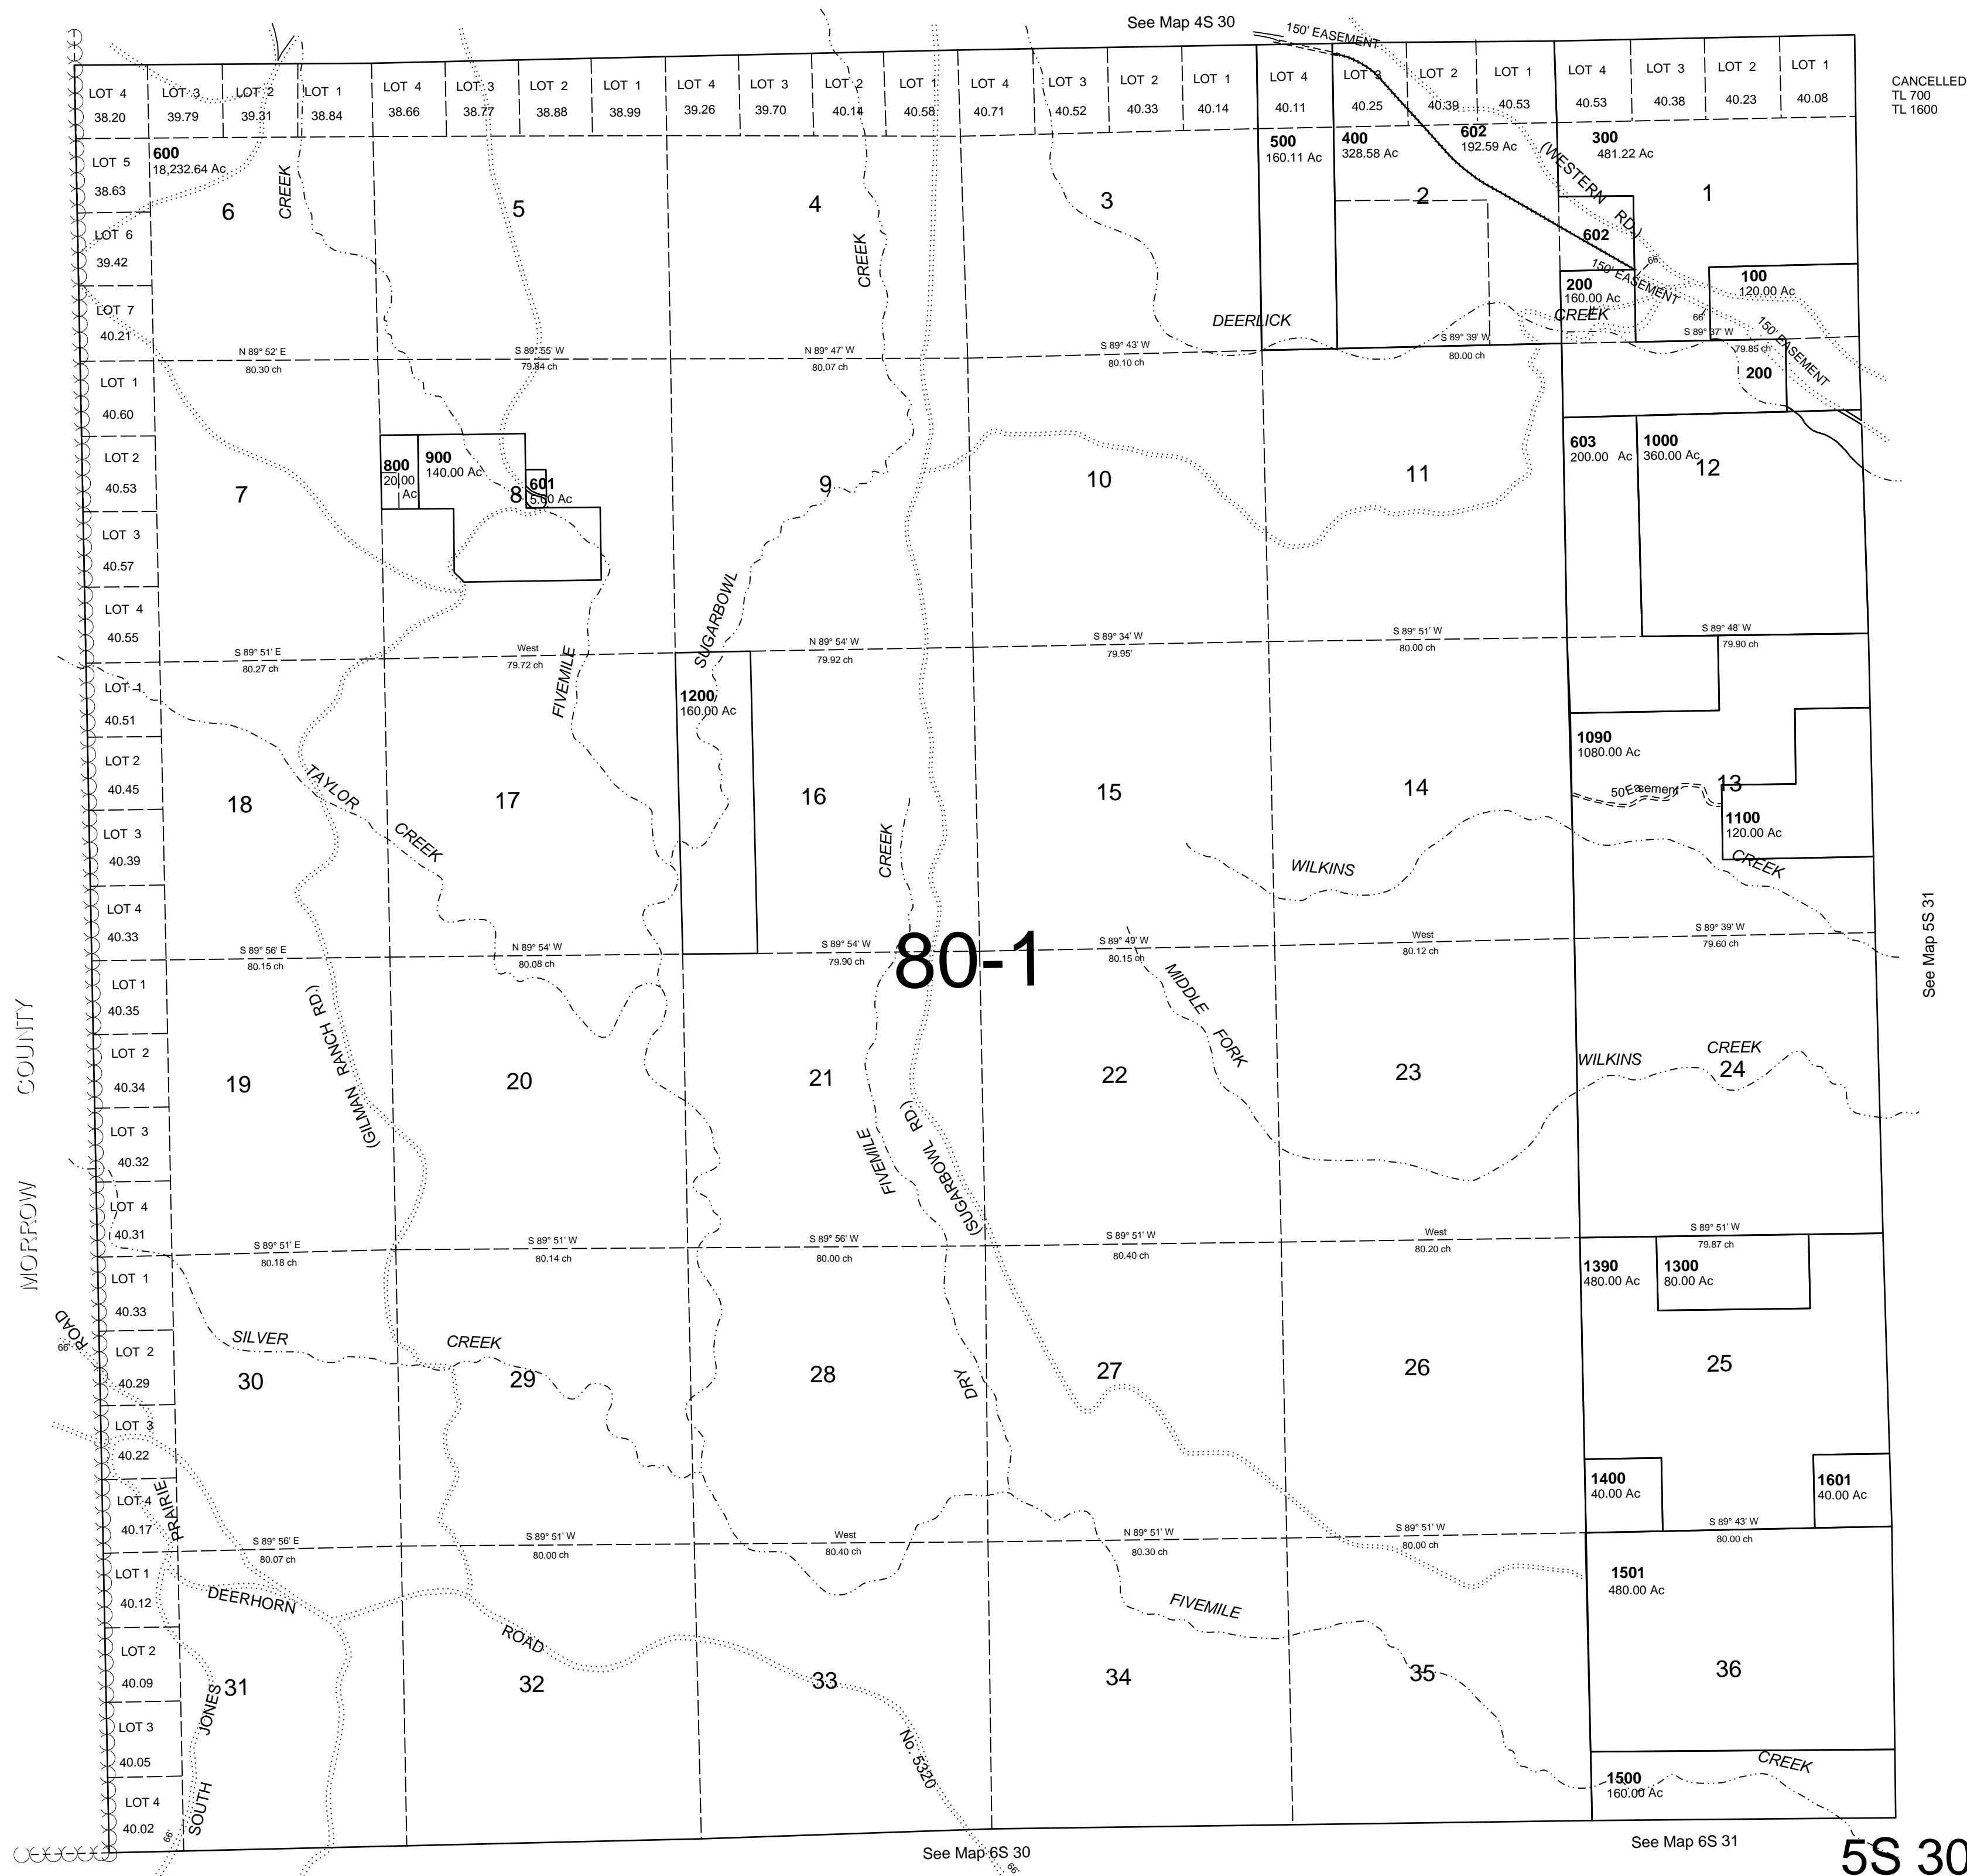 See Map 4S 30
150' EASEMENT
CANCELLED
TL 700
TL 1600
LOT 4
38.20
LOT 3
39.79
LOT 2
39.31
LOT 1
38.84
LOT 4
38.66
LOT 3
38.77
LOT 2
38.88
LOT 1
38.99
LOT 4
39.26
LOT 3
39.70
LOT 2
40.14
LOT 1
40.58
LOT 4
40.71
LOT 3
40.52
LOT 2
40.33
LOT 1
40.14
LOT 4
40.11
LOT 3
40.25
LOT 2
40.39
LOT 1
40.53
LOT 4
40.53
LOT 3
40.38
LOT 2
40.23
LOT 1
40.08
LOT 5
38.63
LOT 6
39.42
LOT 7
40.21
600
18,232.64 Ac
6
CREEK
5
4
CREEK
3
500
160.11 Ac
400
328.58 Ac
2
602
192.59 Ac
300
481.22 Ac
(WESTERN RD.)
1
602
66'
150' EASEMENT
200
160.00 Ac
100
120.00 Ac
66'
150' EASEMENT
DEERLICK
CREEK
N 89° 52' E
80.30 ch
S 89° 55' W
79.84 ch
N 89° 47' W
80.07 ch
S 89° 43' W
80.10 ch
S 89° 39' W
80.00 ch
S 89° 37' W
79.85 ch
200
LOT 1
40.60
LOT 2
40.53
LOT 3
40.57
LOT 4
40.55
7
800
20.00
Ac
900
140.00 Ac
8
601
5.00 Ac
9
10
11
603
200.00 Ac
1000
360.00 Ac
12
SUGARBOWL
FIVEMILE
S 89° 51' E
80.27 ch
West
79.72 ch
N 89° 54' W
79.92 ch
S 89° 34' W
79.95'
S 89° 51' W
80.00 ch
S 89° 48' W
79.90 ch
LOT 1
40.51
LOT 2
40.45
LOT 3
40.39
LOT 4
40.33
18
TAYLOR
CREEK
17
1200
160.00 Ac
16
CREEK
15
14
WILKINS
1090
1080.00 Ac
50' Easement
13
1100
120.00 Ac
CREEK
See Map 5S 31
S 89° 56' E
80.15 ch
N 89° 54' W
80.08 ch
S 89° 54' W
79.90 ch
S 89° 49' W
80.15 ch
West
80.12 ch
S 89° 39' W
79.60 ch
80-1
MORROW COUNTY
LOT 1
40.35
LOT 2
40.34
LOT 3
40.32
LOT 4
40.31
19
(GILMAN RANCH RD.)
20
21
FIVEMILE
(SUGARBOWL RD.)
22
MIDDLE FORK
23
WILKINS
CREEK
24
S 89° 51' E
80.18 ch
S 89° 51' W
80.14 ch
S 89° 56' W
80.00 ch
S 89° 51' W
80.40 ch
West
80.20 ch
S 89° 51' W
79.87 ch
LOT 1
40.33
LOT 2
40.29
LOT 3
40.22
LOT 4
40.17
ROAD
66'
SILVER
CREEK
30
29
28
DRY
27
26
1390
480.00 Ac
1300
80.00 Ac
25
1400
40.00 Ac
1601
40.00 Ac
PRAIRIE
S 89° 56' E
80.07 ch
S 89° 51' W
80.00 ch
West
80.40 ch
N 89° 51' W
80.30 ch
S 89° 51' W
80.00 ch
S 89° 43' W
80.00 ch
LOT 1
40.12
LOT 2
40.09
LOT 3
40.05
LOT 4
40.02
DEERHORN
ROAD
FIVEMILE
1501
480.00 Ac
31
JONES
SOUTH
66'
32
33
No. 5320
34
35
36
CREEK
1500
160.00 Ac
See Map 6S 30
66'
See Map 6S 31
5S 30